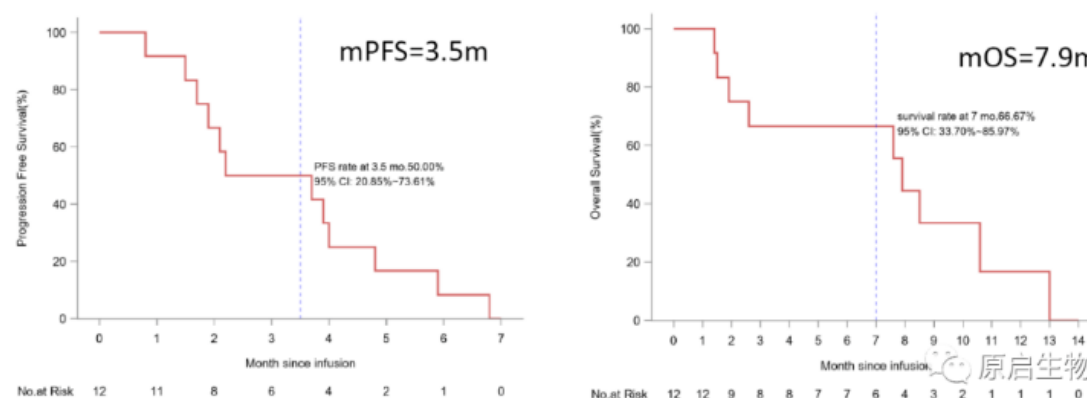 mPFS=3.5m
Progression Free Survival(%)
100
80
60
40
20
0
PFS rate at 3.5 mo.50.00%
95% CI: 20.85%~73.61%
0 1 2 3 4 5 6 7
Month since infusion
No.at Risk 12 11 8 6 4 2 1 0
mOS=7.9m
Overall Survival(%)
100
80
60
40
20
0
survival rate at 7 mo.66.67%
95% CI: 33.70%~85.97%
0 1 2 3 4 5 6 7 8 9 10 11 12 13 14
Month since infusion
原启生物
No.at Risk 12 12 9 8 8 7 7 6 4 3 2 1 1 1 0